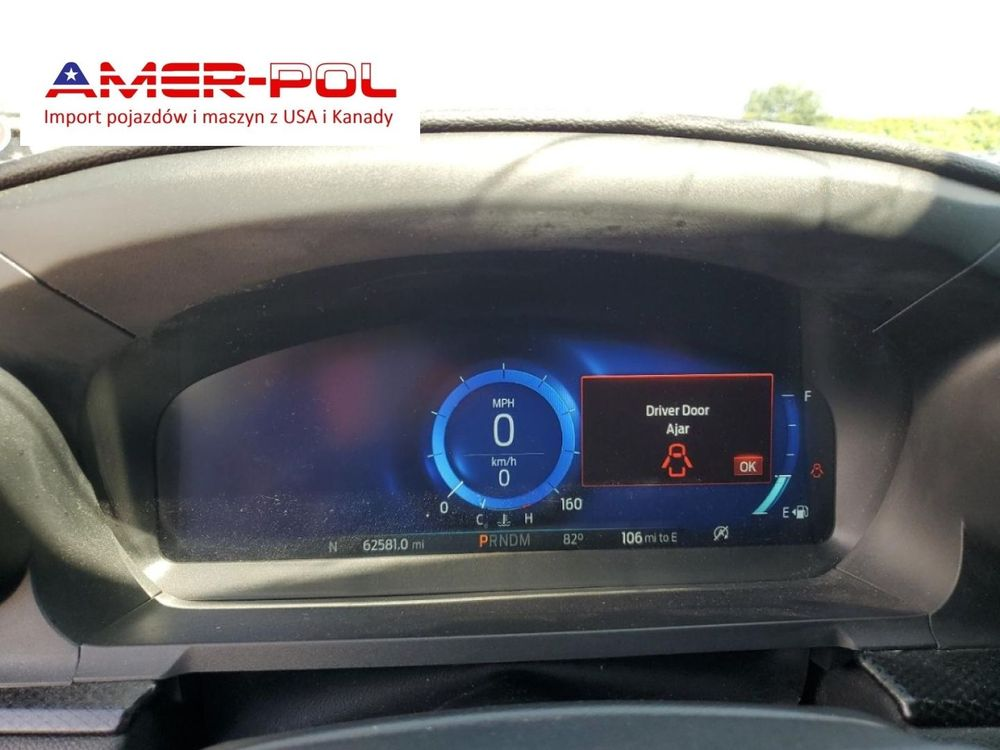 AMER-POL
Import pojazdów i maszyn z USA i Kanady
MPH
0
km/h
0
0
160
C
H
Driver Door
Ajar
OK
F
E
N
62581.0 mi
PRNDM
82º
106 mi to E